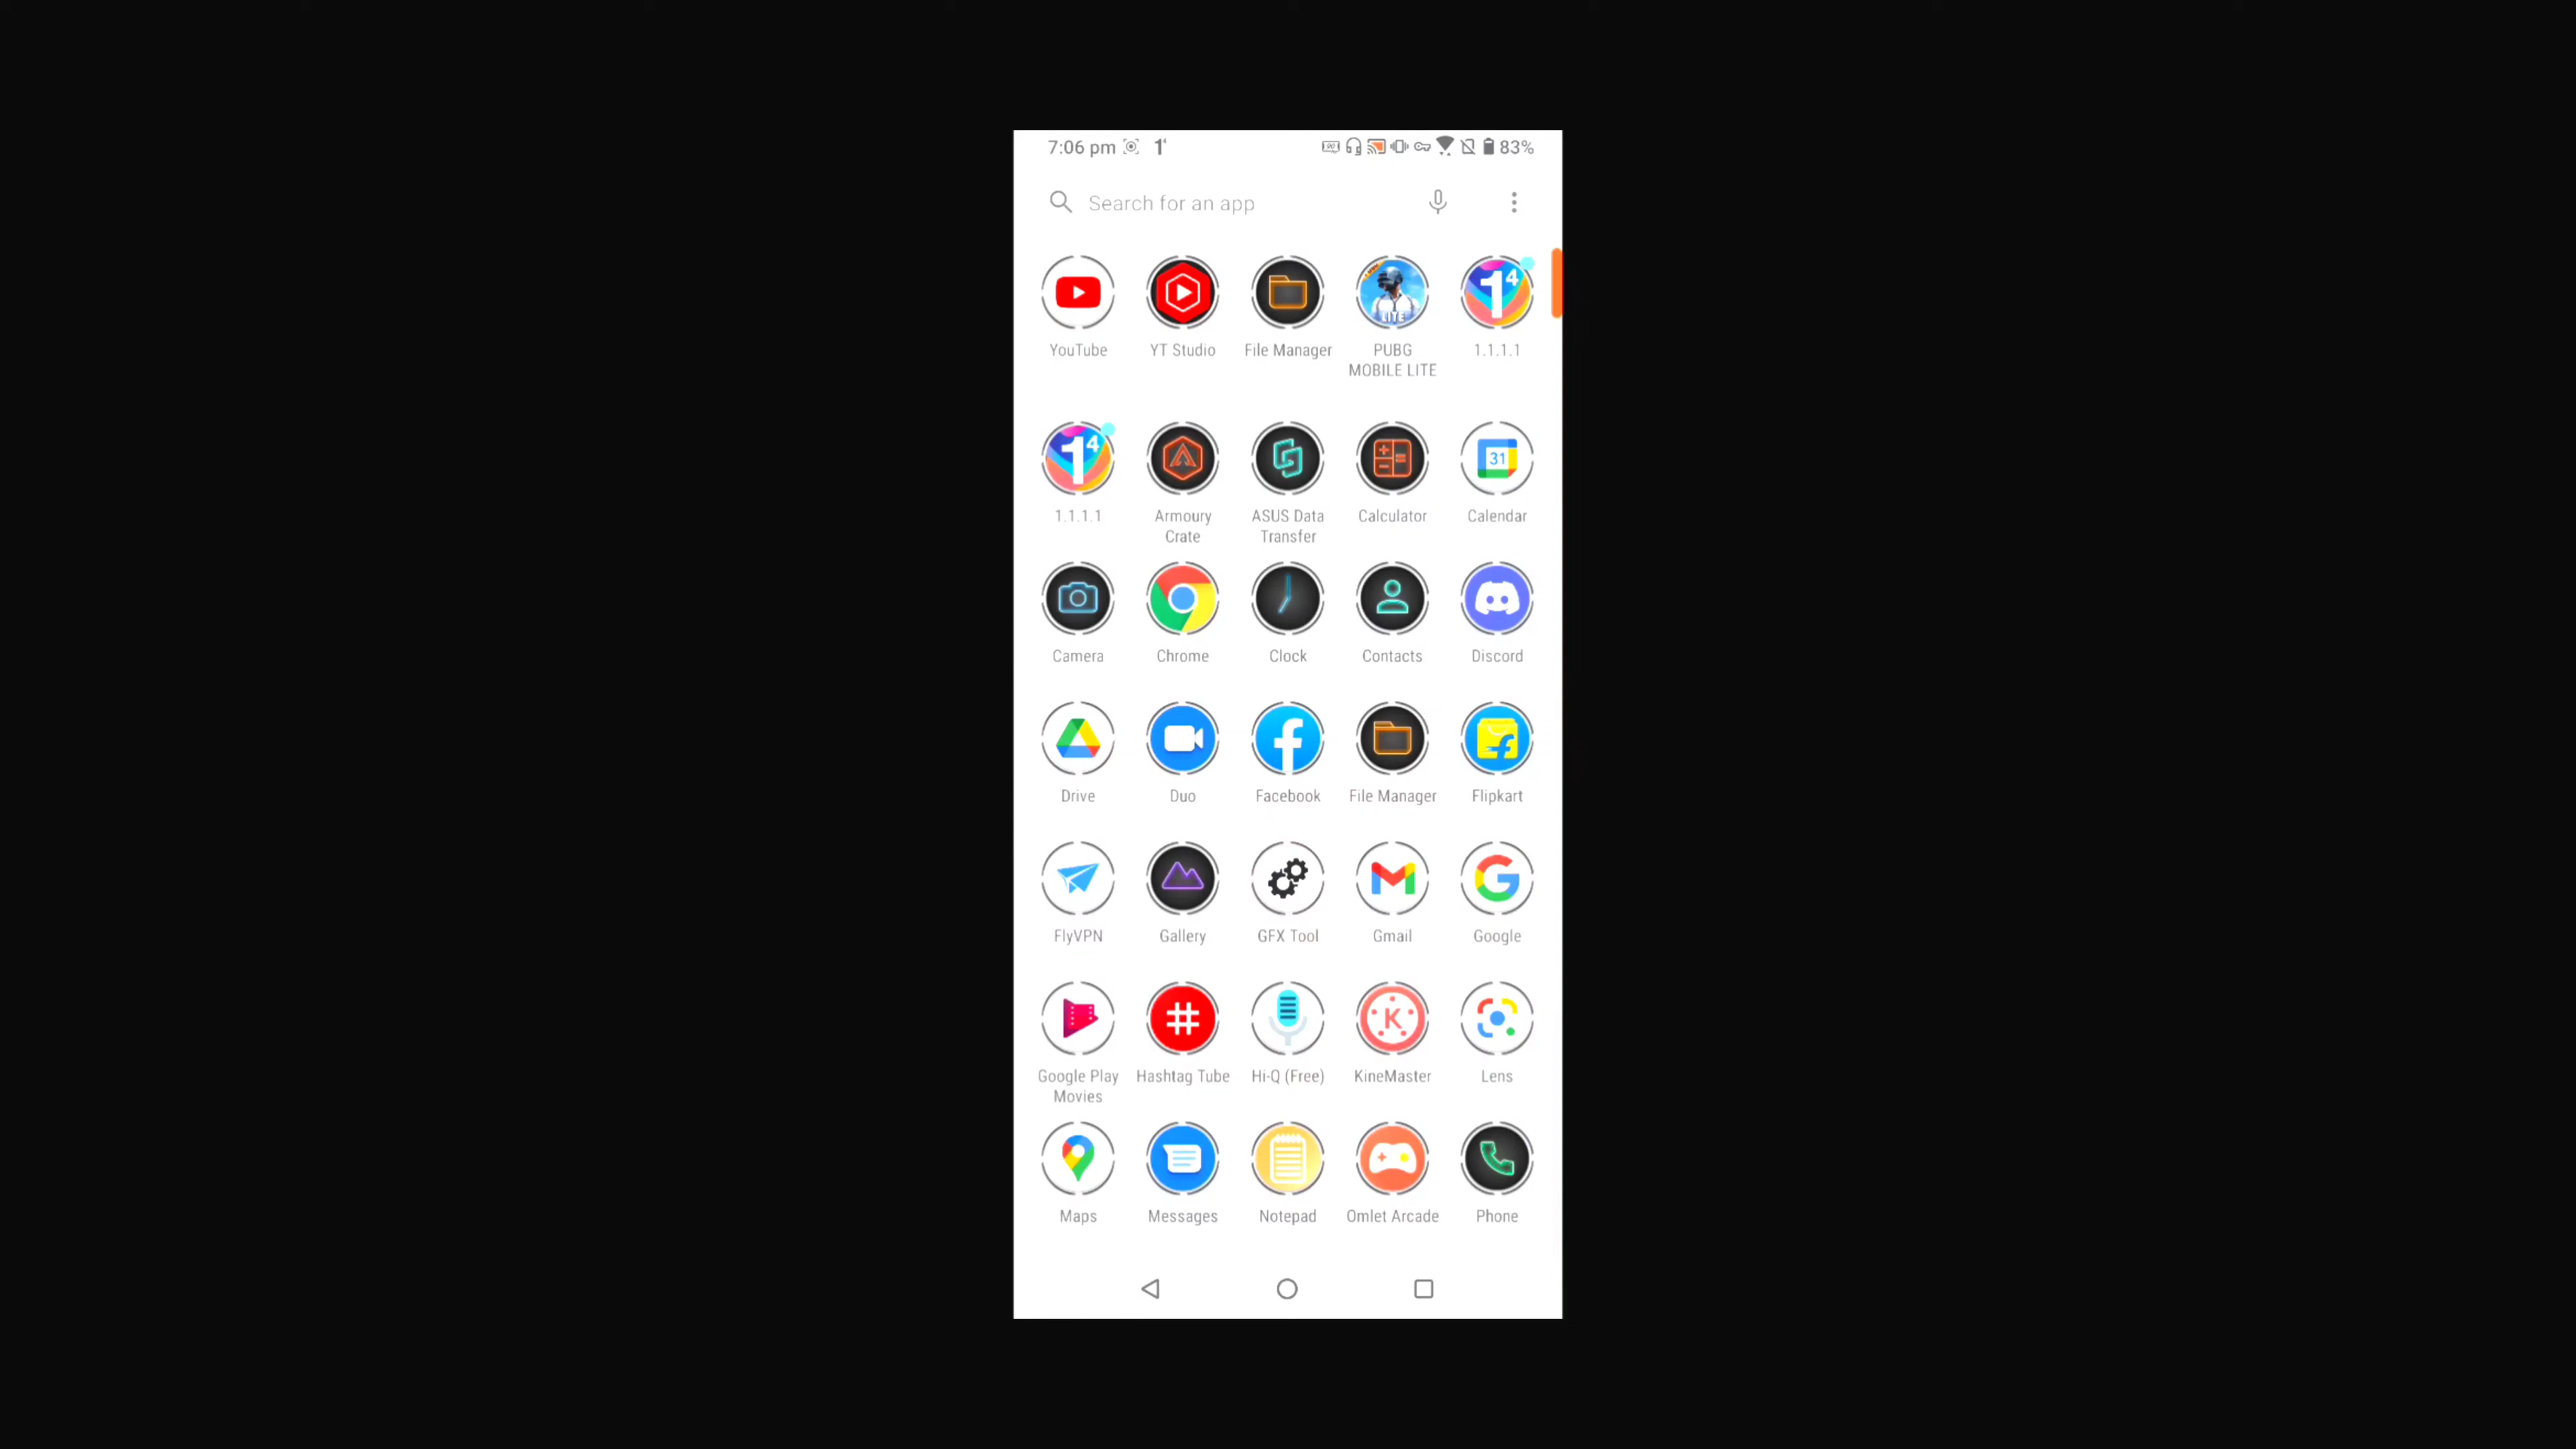 7:06 pm 83%
Search for an app
YouTube YT Studio File Manager PUBG 1.1.1.1
MOBILE LITE
1.1.1.1 Armoury ASUS Data Calculator Calendar
Crate Transfer
Camera Chrome Clock Contacts Discord
Drive Duo Facebook File Manager Flipkart
FlyVPN Gallery GFX Tool Gmail Google
Google Play Hashtag Tube Hi-Q (Free) KineMaster Lens
Movies
Maps Messages Notepad Omlet Arcade Phone